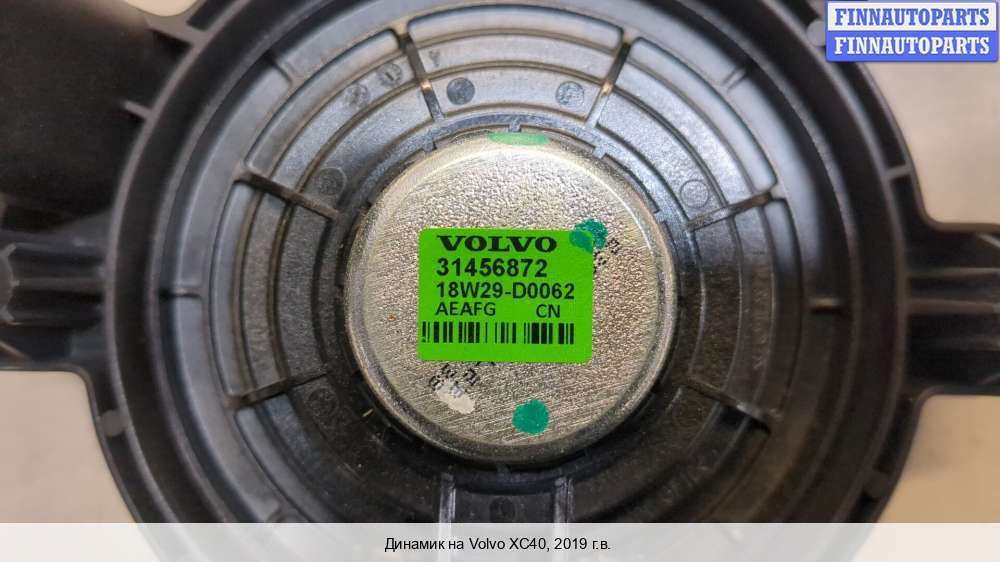 FINNAUTOPARTS
FINNAUTOPARTS
VOLVO
31456872
18W29-D0062
AEAFG CN
Динамик на Volvo XC40, 2019 г.в.